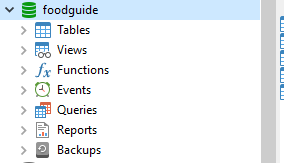 foodguide
Tables
Views
Functions
Events
Queries
Reports
Backups